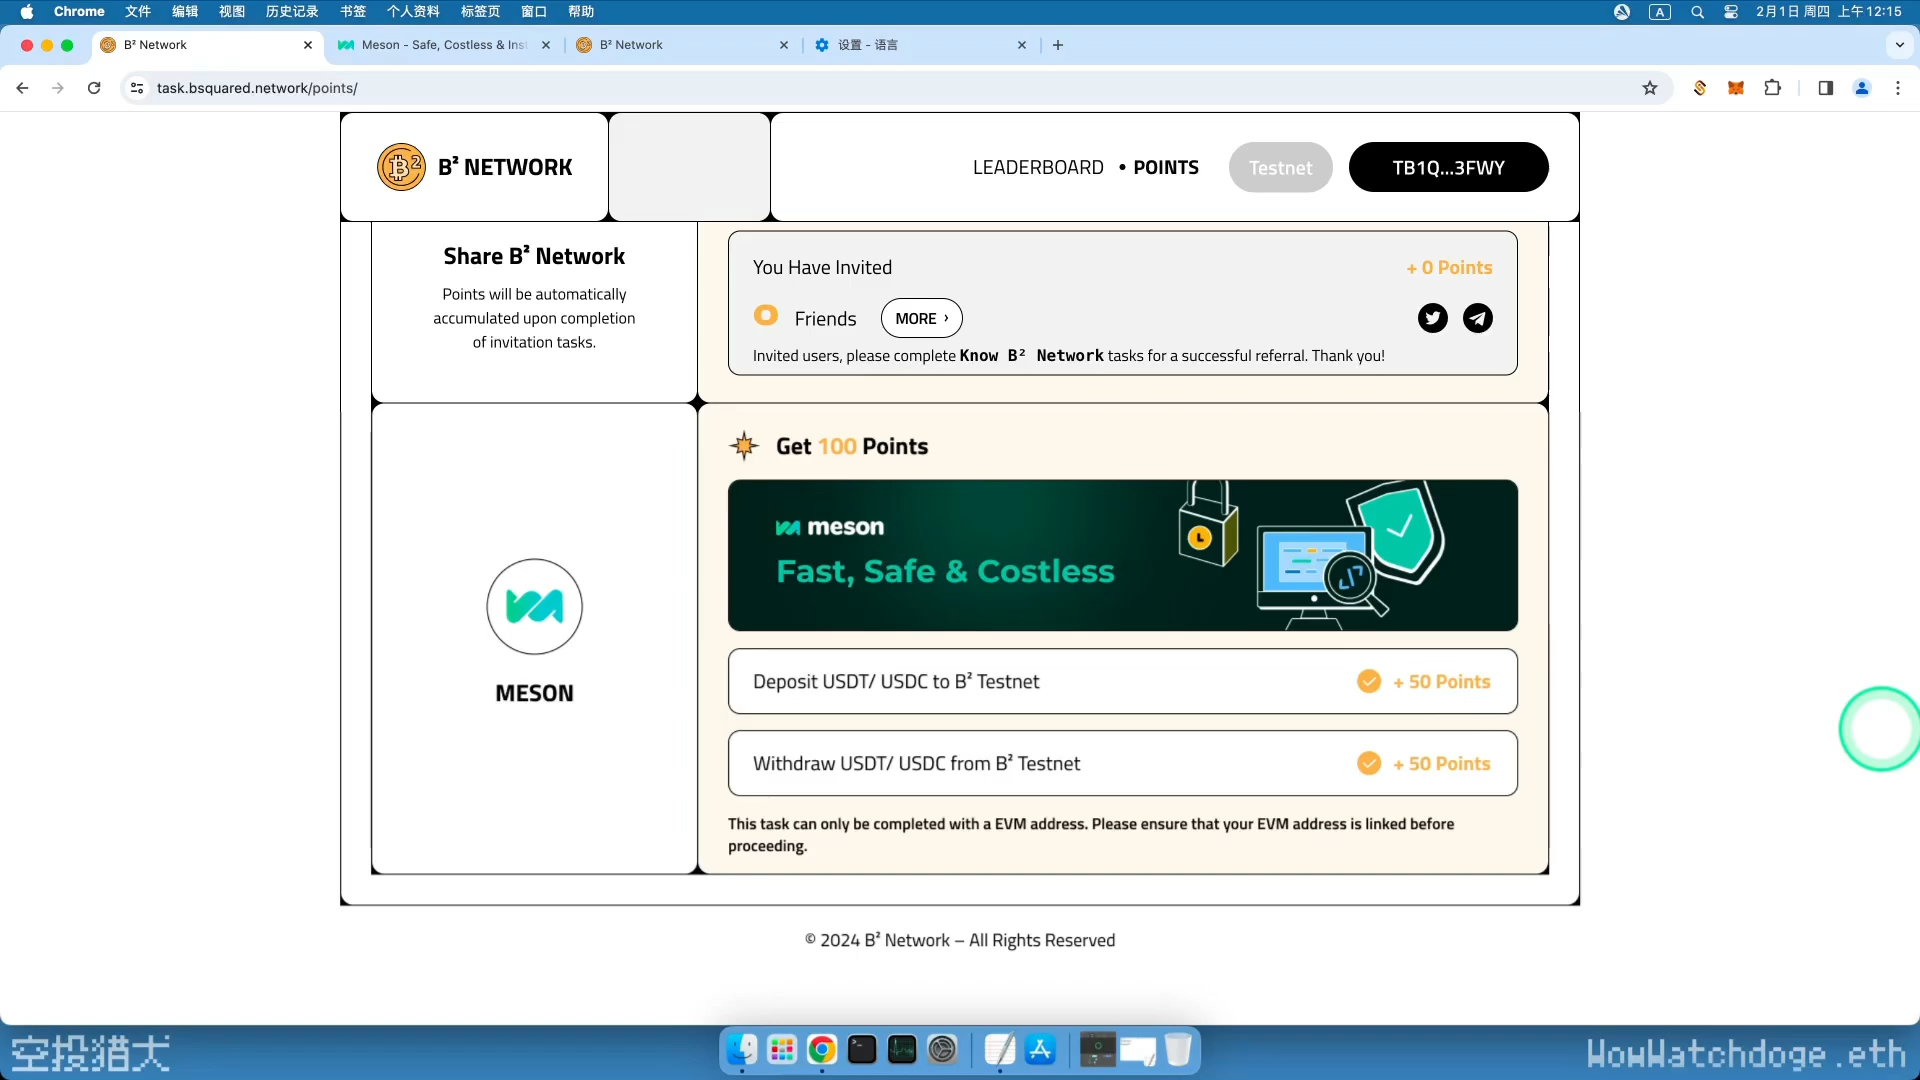 Chrome 文件 编辑 视图 历史记录 书签 个人资料 标签页 窗口 帮助 A 2月1日 周四 上午12:15
B² Network Meson - Safe, Costless & Inst B² Network 设置 - 语言
task.bsquared.network/points/
B² NETWORK LEADERBOARD • POINTS Testnet TB1Q...3FWY
Share B² Network
Points will be automatically
accumulated upon completion
of invitation tasks.
You Have Invited + 0 Points
0 Friends MORE ›
Invited users, please complete Know B² Network tasks for a successful referral. Thank you!
MESON
Get 100 Points
meson
Fast, Safe & Costless
Deposit USDT/ USDC to B² Testnet + 50 Points
Withdraw USDT/ USDC from B² Testnet + 50 Points
This task can only be completed with a EVM address. Please ensure that your EVM address is linked before
proceeding.
© 2024 B² Network – All Rights Reserved
空投猎犬 WowWatchdoge.eth